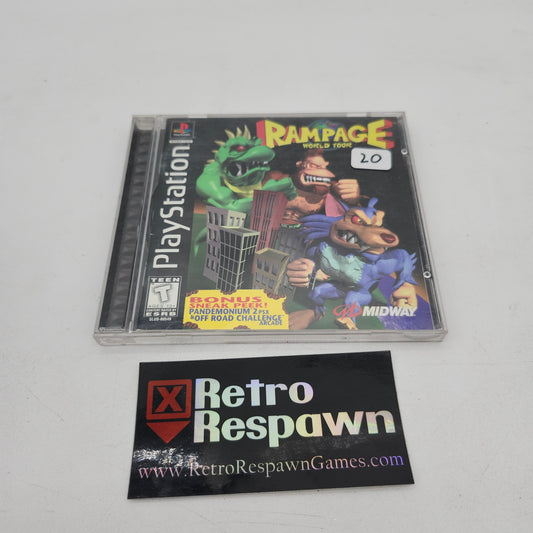 PlayStation
RAMPAGE
WORLD TOUR
20
TEEN
T
ESRB
BONUS
SNEAK PEEK!
PANDEMONIUM 2 PSX
*OFF ROAD CHALLENGE
ARCADE
MIDWAY
X
Retro
Respawn
www.RetroRespawnGames.com